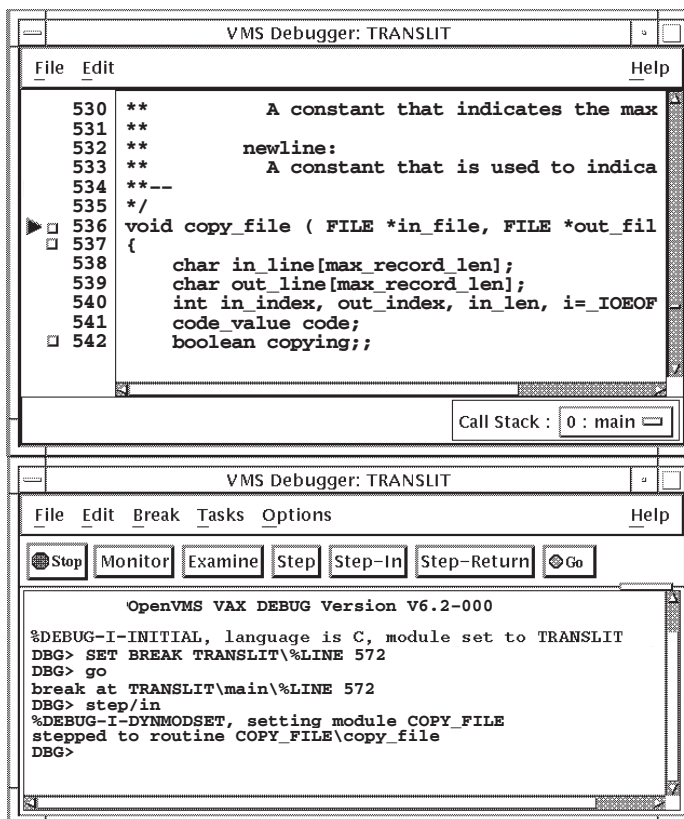 VMS Debugger: TRANSLIT
File Edit Help
530 ** A constant that indicates the max
531 **
532 ** newline:
533 ** A constant that is used to indica
534 **--
535 */
536 void copy_file ( FILE *in_file, FILE *out_fil
537 {
538 char in_line[max_record_len];
539 char out_line[max_record_len];
540 int in_index, out_index, in_len, i=_IOEOF
541 code_value code;
542 boolean copying;;
Call Stack : 0 : main
VMS Debugger: TRANSLIT
File Edit Break Tasks Options Help
Stop Monitor Examine Step Step-In Step-Return Go
OpenVMS VAX DEBUG Version V6.2-000
%DEBUG-I-INITIAL, language is C, module set to TRANSLIT
DBG> SET BREAK TRANSLIT\%LINE 572
DBG> go
break at TRANSLIT\main\%LINE 572
DBG> step/in
%DEBUG-I-DYNMODSET, setting module COPY_FILE
stepped to routine COPY_FILE\copy_file
DBG>